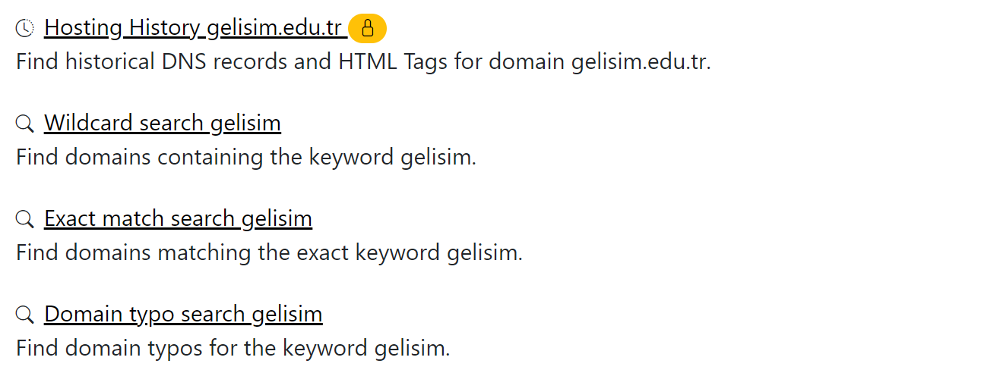 Hosting History gelisim.edu.tr
Find historical DNS records and HTML Tags for domain gelisim.edu.tr.
Wildcard search gelisim
Find domains containing the keyword gelisim.
Exact match search gelisim
Find domains matching the exact keyword gelisim.
Domain typo search gelisim
Find domain typos for the keyword gelisim.